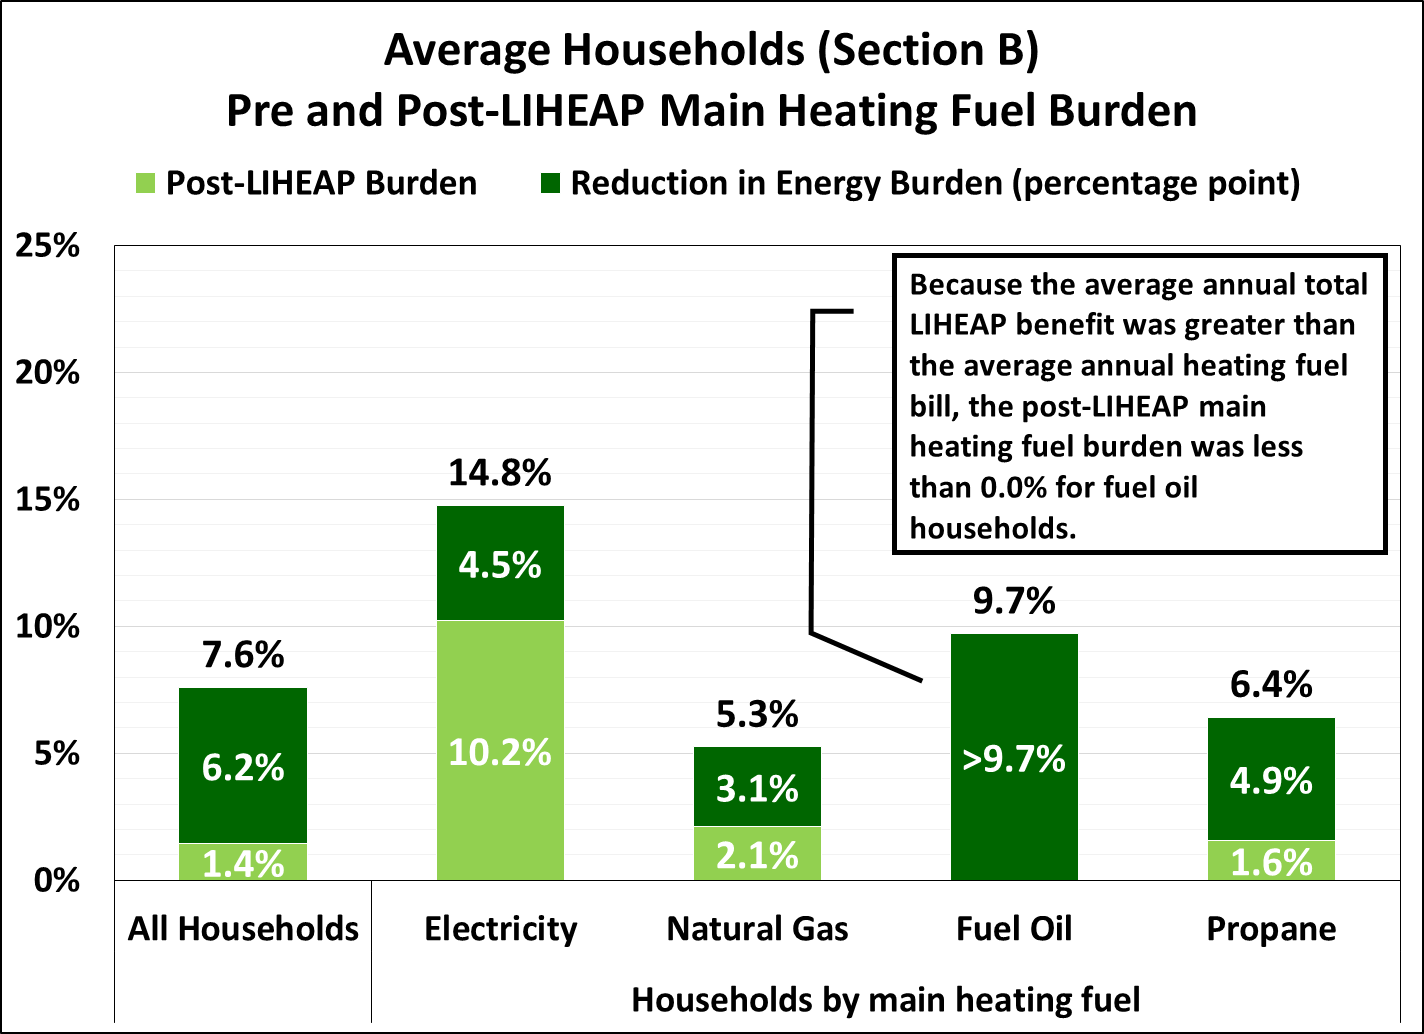 Average Households (Section B)
Pre and Post-LIHEAP Main Heating Fuel Burden
Post-LIHEAP Burden
Reduction in Energy Burden (percentage point)
25%
20%
15%
10%
5%
0%
Because the average annual total
LIHEAP benefit was greater than
the average annual heating fuel
bill, the post-LIHEAP main
heating fuel burden was less
than 0.0% for fuel oil
households.
7.6%
6.2%
1.4%
14.8%
4.5%
10.2%
5.3%
3.1%
2.1%
9.7%
>9.7%
6.4%
4.9%
1.6%
All Households
Electricity
Natural Gas
Fuel Oil
Propane
Households by main heating fuel